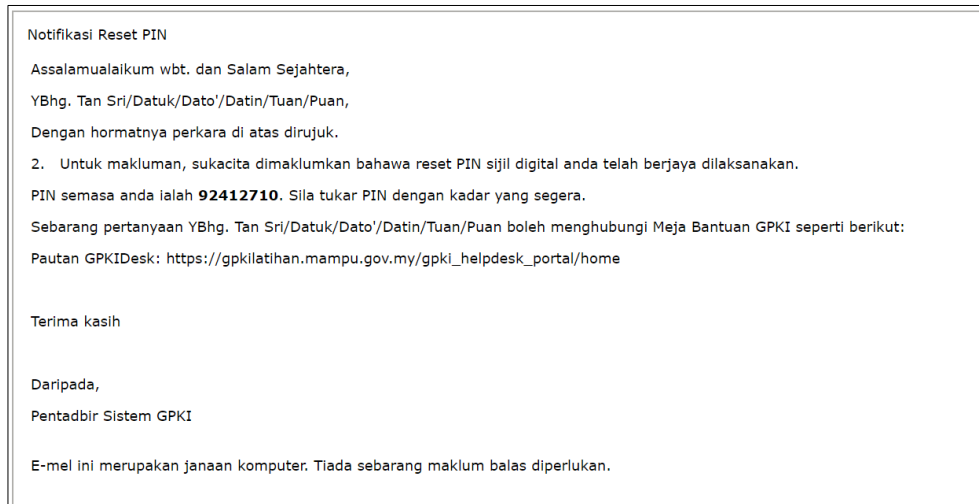 Notifikasi Reset PIN
Assalamualaikum wbt. dan Salam Sejahtera,
YBhg. Tan Sri/Datuk/Dato'/Datin/Tuan/Puan,
Dengan hormatnya perkara di atas dirujuk.
2. Untuk makluman, sukacita dimaklumkan bahawa reset PIN sijil digital anda telah berjaya dilaksanakan.
PIN semasa anda ialah 92412710. Sila tukar PIN dengan kadar yang segera.
Sebarang pertanyaan YBhg. Tan Sri/Datuk/Dato'/Datin/Tuan/Puan boleh menghubungi Meja Bantuan GPKI seperti berikut:
Pautan GPKIDesk: https://gpkilatihan.mampu.gov.my/gpki_helpdesk_portal/home
Terima kasih
Daripada,
Pentadbir Sistem GPKI
E-mel ini merupakan janaan komputer. Tiada sebarang maklum balas diperlukan.